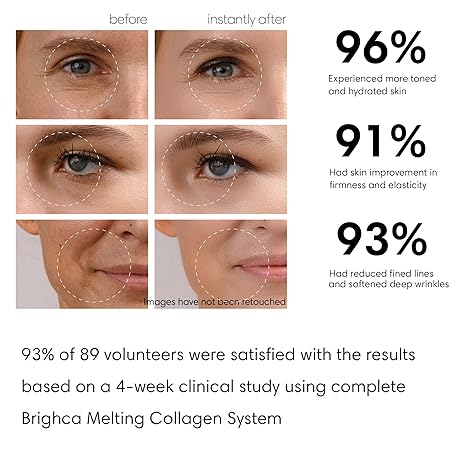 before
instantly after
96%
Experienced more toned
and hydrated skin
91%
Had skin improvement in
firmness and elasticity
93%
Had reduced fined lines
and softened deep wrinkles
Images have not been retouched
93% of 89 volunteers were satisfied with the results
based on a 4-week clinical study using complete
Brighca Melting Collagen System